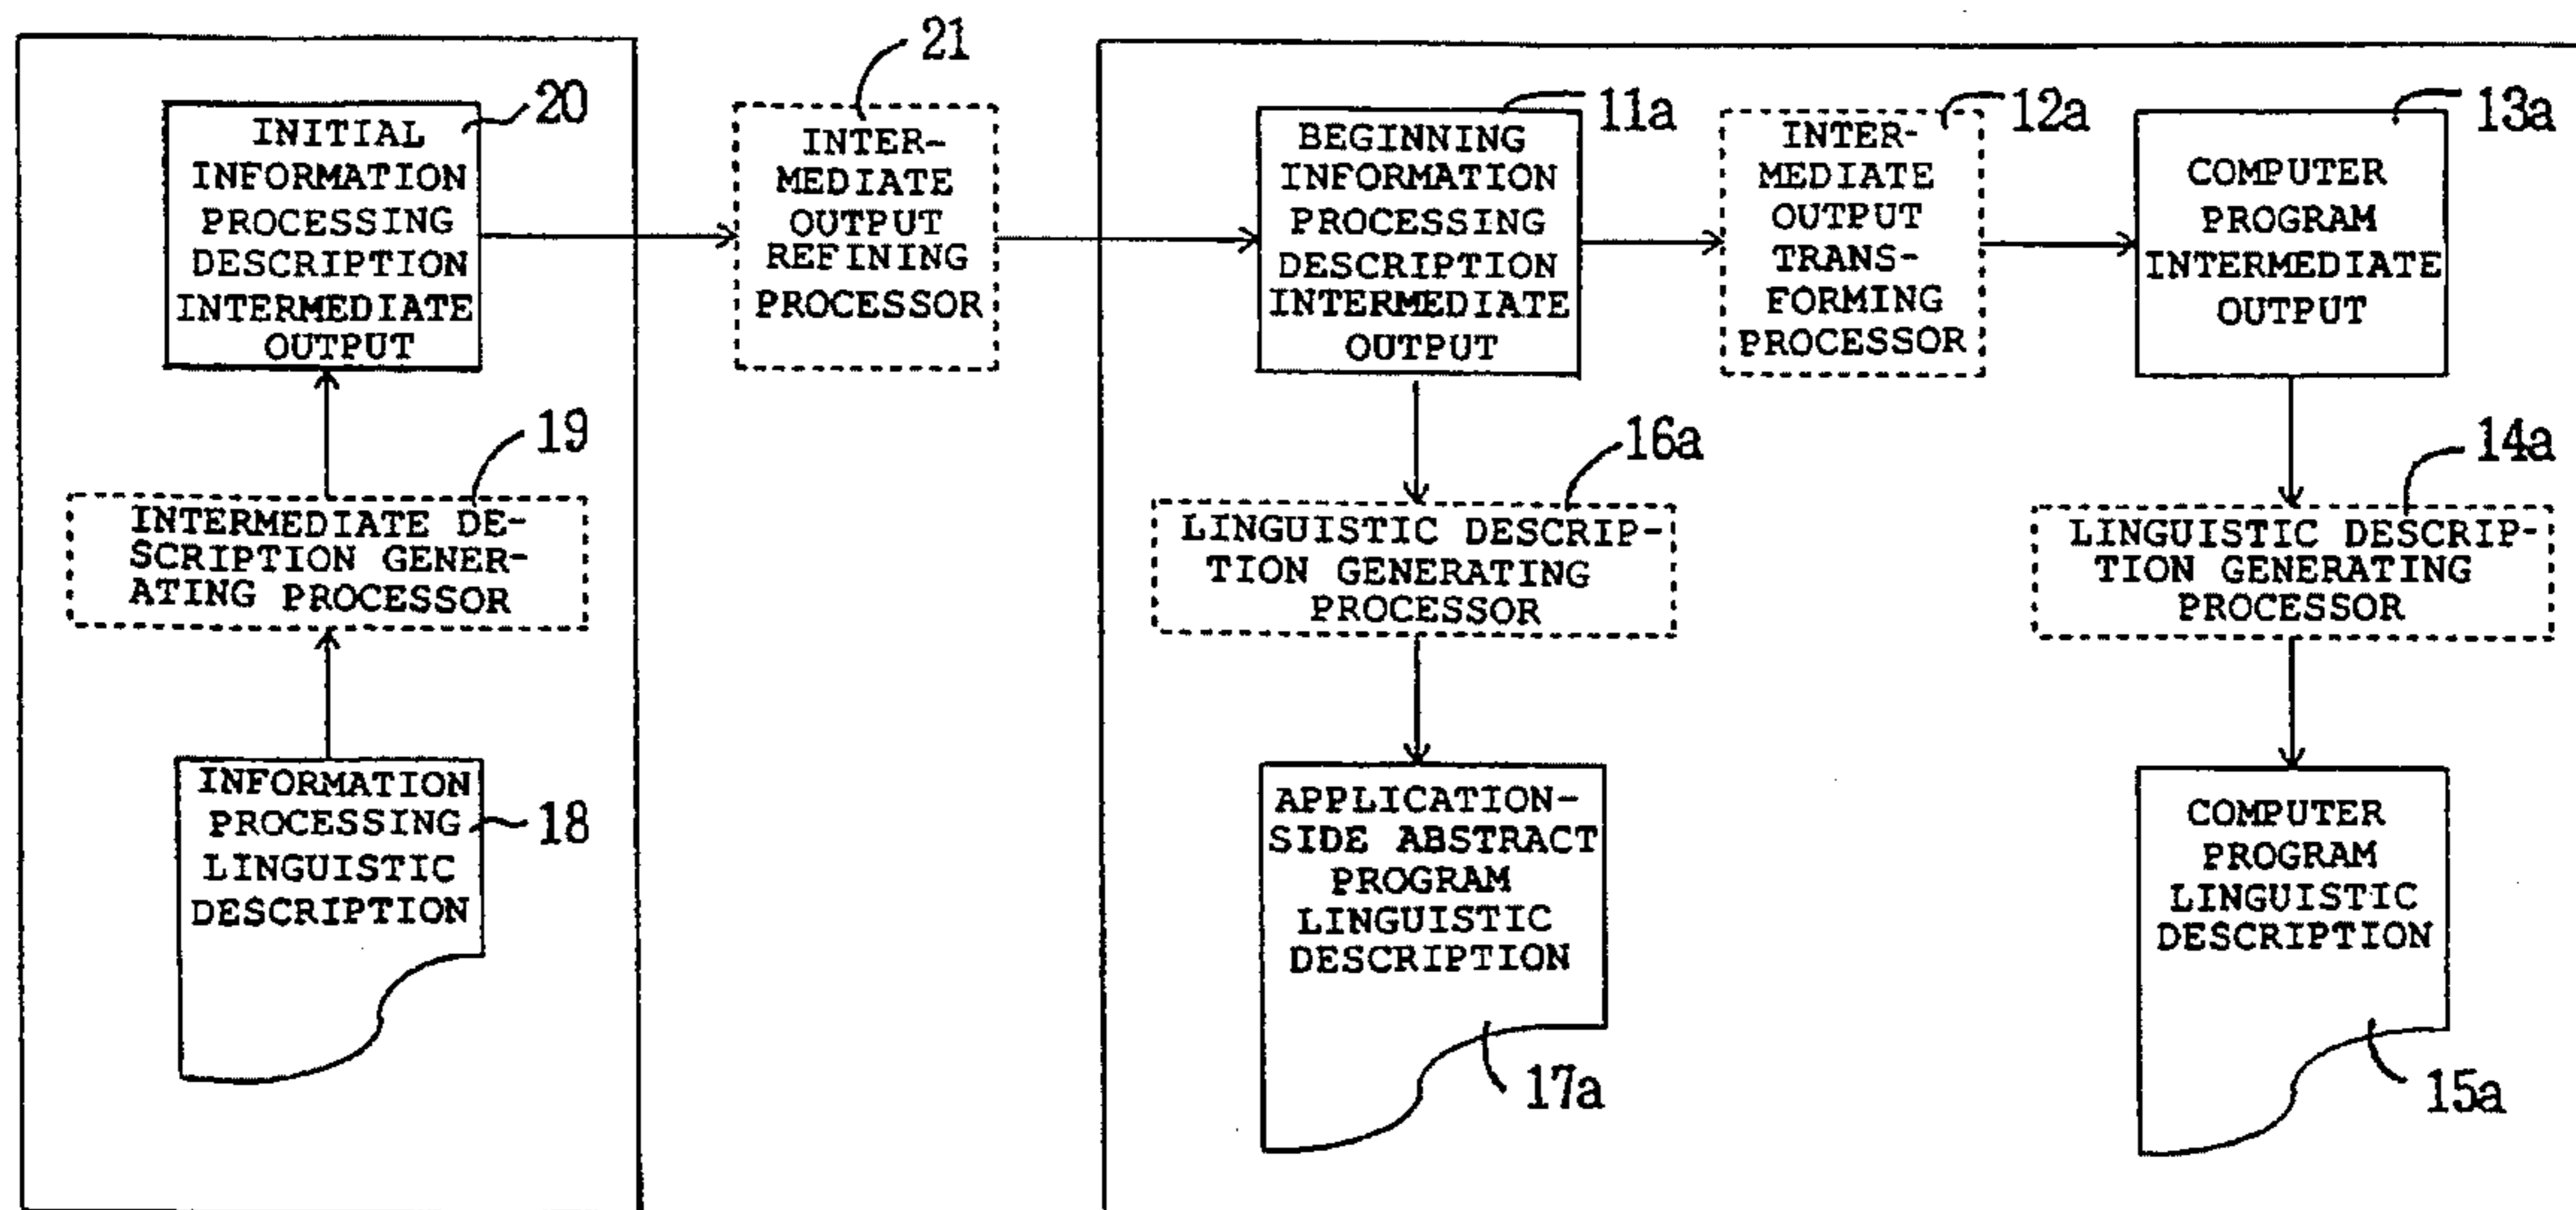 21
20
INITIAL
INFORMATION
PROCESSING
DESCRIPTION
INTERMEDIATE
OUTPUT
INTER-
MEDIATE
OUTPUT
REFINING
PROCESSOR
11a
BEGINNING
INFORMATION
PROCESSING
DESCRIPTION
INTERMEDIATE
OUTPUT
12a
INTER-
MEDIATE
OUTPUT
TRANS-
FORMING
PROCESSOR
13a
COMPUTER
PROGRAM
INTERMEDIATE
OUTPUT
19
INTERMEDIATE DE-
SCRIPTION GENER-
ATING PROCESSOR
16a
LINGUISTIC DESCRIP-
TION GENERATING
PROCESSOR
14a
LINGUISTIC DESCRIP-
TION GENERATING
PROCESSOR
INFORMATION
PROCESSING
LINGUISTIC
DESCRIPTION
18
APPLICATION-
SIDE ABSTRACT
PROGRAM
LINGUISTIC
DESCRIPTION
17a
COMPUTER
PROGRAM
LINGUISTIC
DESCRIPTION
15a